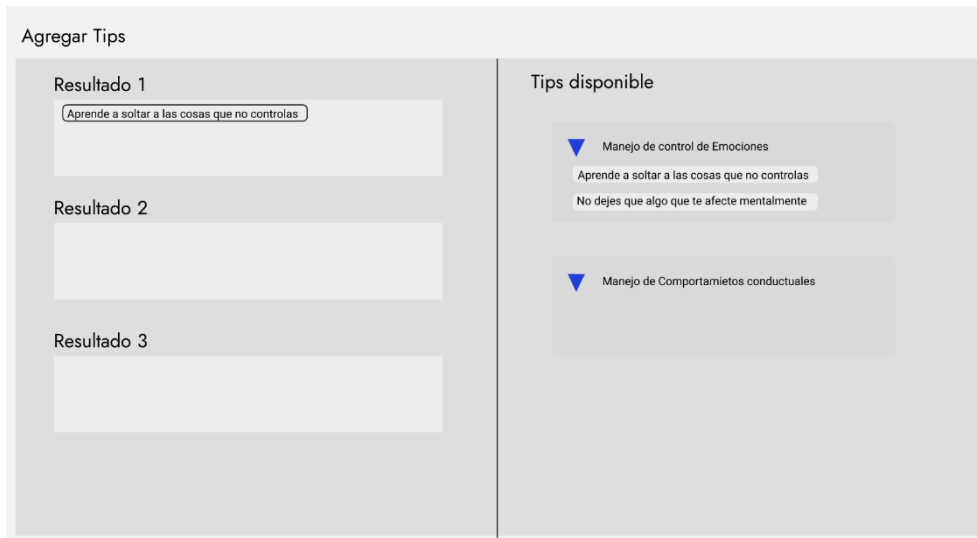 Agregar Tips
Resultado 1
Aprende a soltar a las cosas que no controlas
Resultado 2
Resultado 3
Tips disponible
Manejo de control de Emociones
Aprende a soltar a las cosas que no controlas
No dejes que algo que te afecte mentalmente
Manejo de Comportamietos conductuales